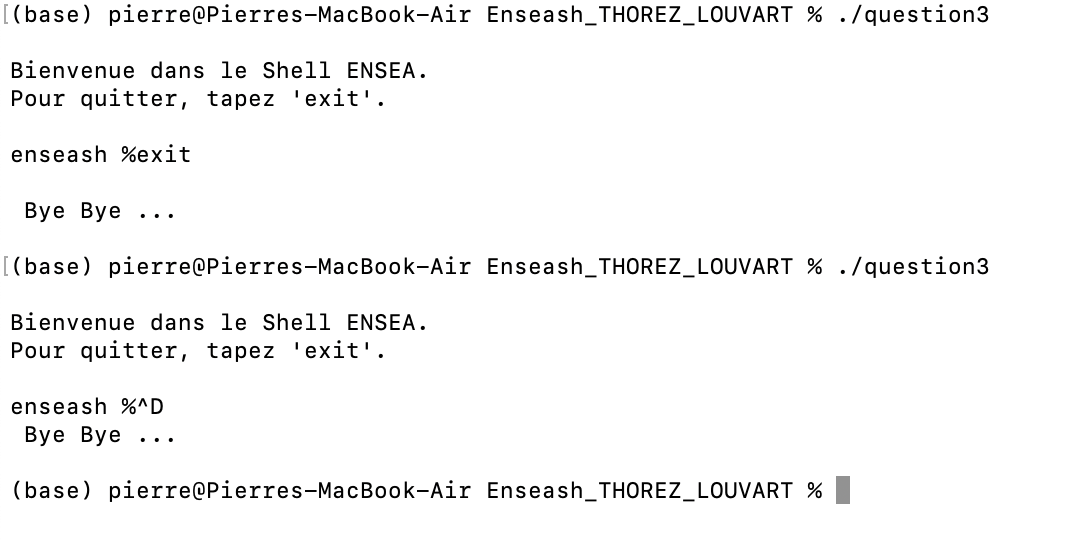 [(base) pierre@Pierres-MacBook-Air Enseash_THOREZ_LOUVART % ./question3
Bienvenue dans le Shell ENSEA.
Pour quitter, tapez 'exit'.
enseash %exit
Bye Bye ...
[(base) pierre@Pierres-MacBook-Air Enseash_THOREZ_LOUVART % ./question3
Bienvenue dans le Shell ENSEA.
Pour quitter, tapez 'exit'.
enseash %^D
Bye Bye ...
(base) pierre@Pierres-MacBook-Air Enseash_THOREZ_LOUVART %